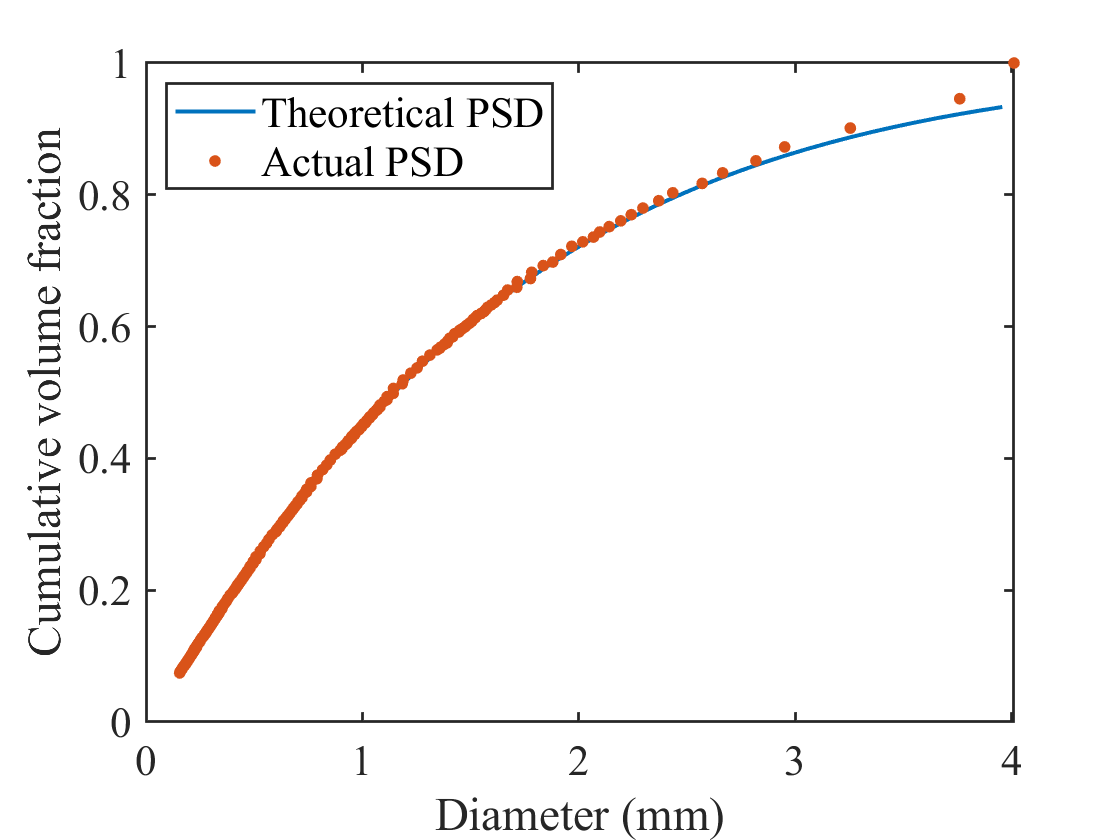 1
0.8
0.6
0.4
0.2
0
Cumulative volume fraction
Theoretical PSD
Actual PSD
0 1 2 3 4
Diameter (mm)